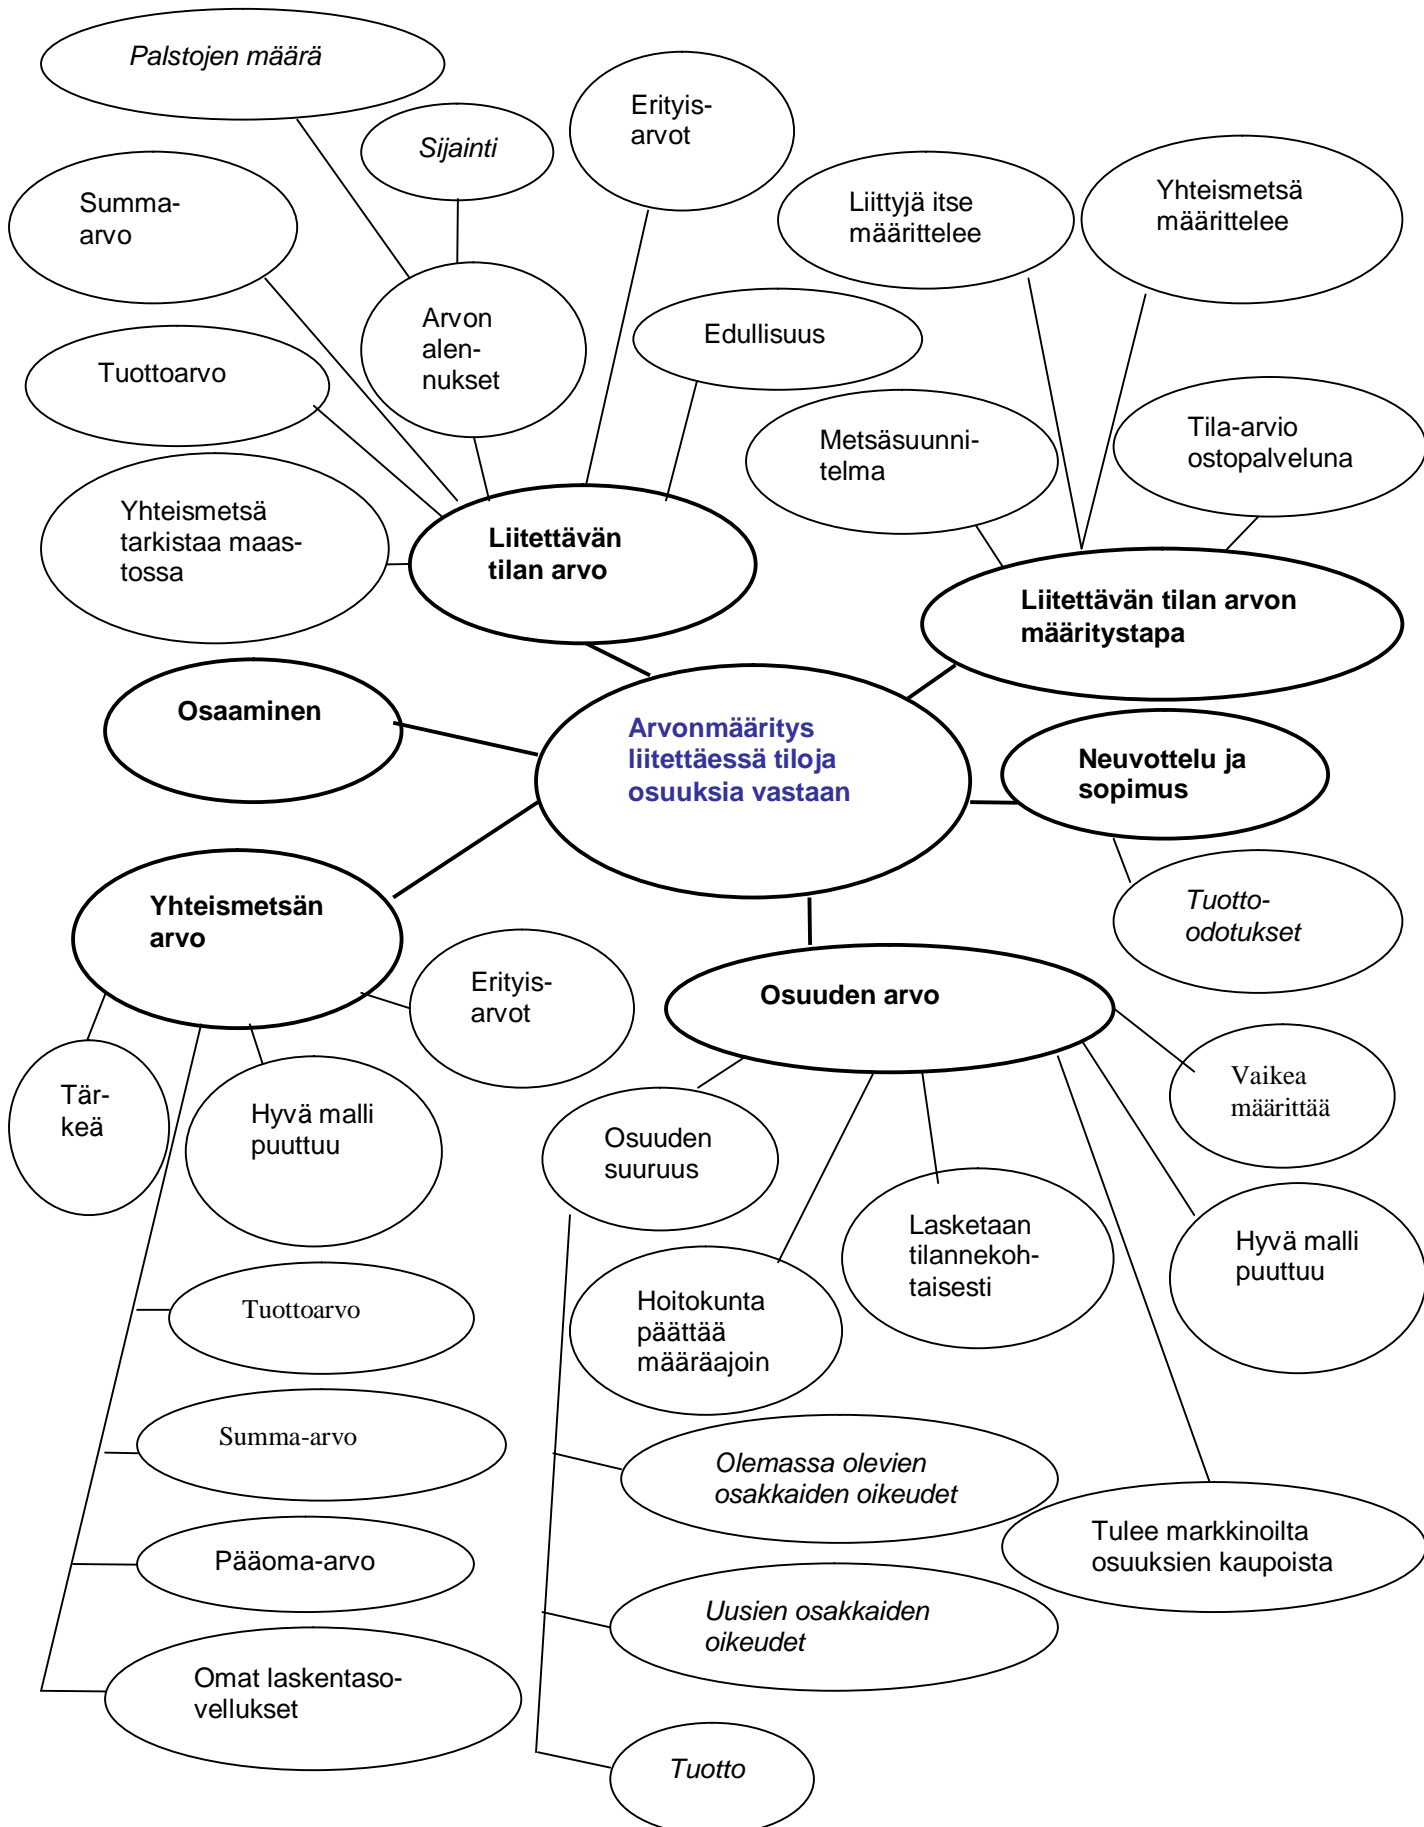 Palstojen määrä
Sijainti
Erityis-
arvot
Summa-
arvo
Liittyjä itse
määrittelee
Yhteismetsä
määrittelee
Arvon
alen-
nukset
Edullisuus
Tuottoarvo
Metsäsuunni-
telma
Tila-arvio
ostopalveluna
Yhteismetsä
tarkistaa maas-
tossa
Liitettävän
tilan arvo
Liitettävän tilan arvon
määritystapa
Osaaminen
Arvonmääritys
liitettäessä tiloja
osuuksia vastaan
Neuvottelu ja
sopimus
Yhteismetsän
arvo
Tuotto-
odotukset
Erityis-
arvot
Osuuden arvo
Tär-
keä
Hyvä malli
puuttuu
Osuuden
suuruus
Vaikea
määrittää
Lasketaan
tilannekoh-
taisesti
Hyvä malli
puuttuu
Tuottoarvo
Hoitokunta
päättää
määräajoin
Summa-arvo
Olemassa olevien
osakkaiden oikeudet
Pääoma-arvo
Tulee markkinoilta
osuuksien kaupoista
Uusien osakkaiden
oikeudet
Omat laskentaso-
vellukset
Tuotto